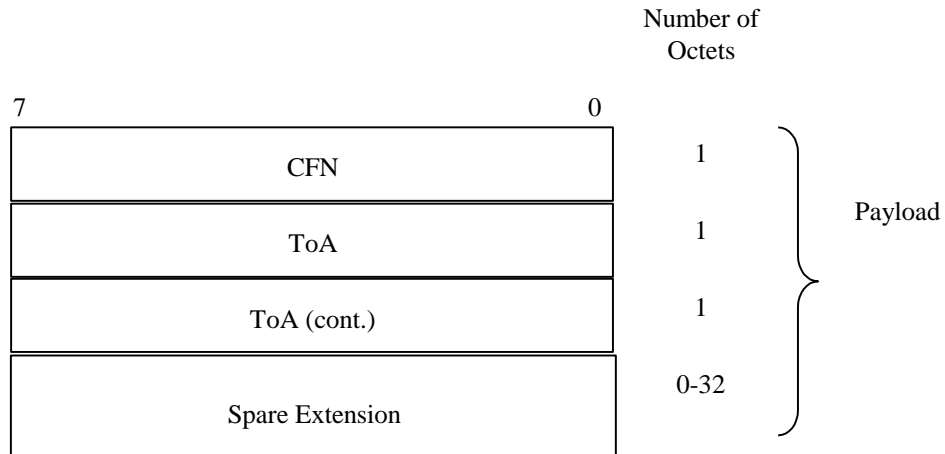 Number of
Octets
7 0
CFN 1
ToA 1
Payload
ToA (cont.) 1
Spare Extension 0-32